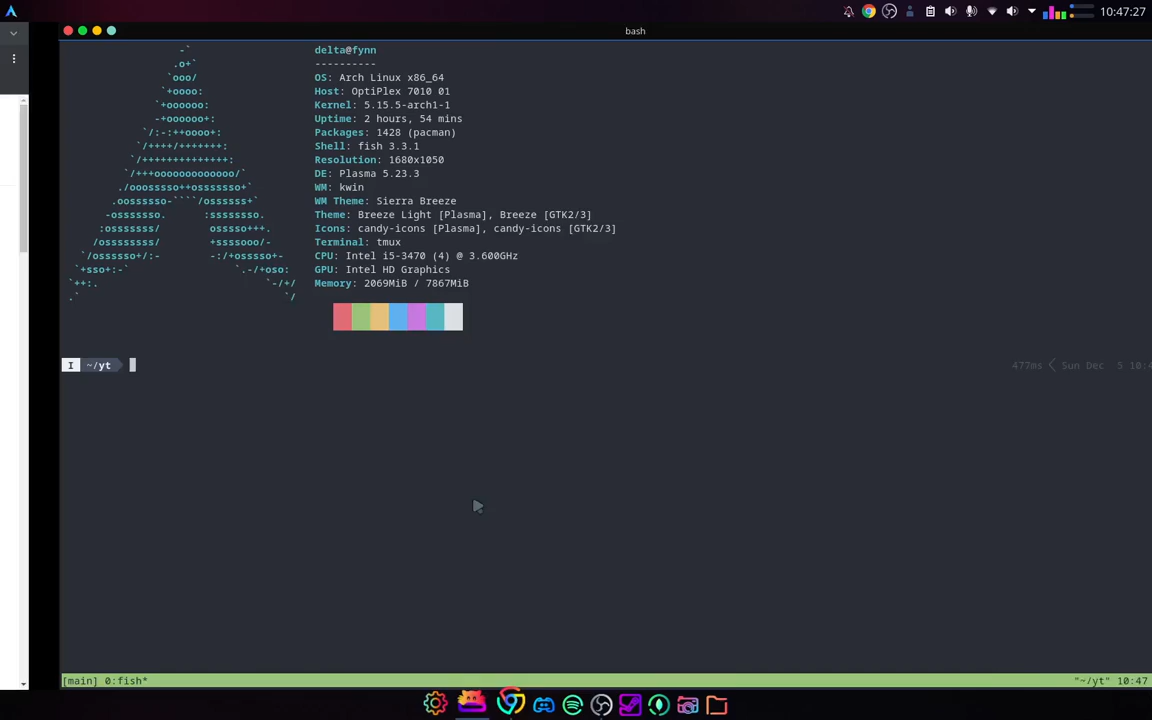 10:47:27
bash
delta@fynn
----------
OS: Arch Linux x86_64
Host: OptiPlex 7010 01
Kernel: 5.15.5-arch1-1
Uptime: 2 hours, 54 mins
Packages: 1428 (pacman)
Shell: fish 3.3.1
Resolution: 1680x1050
DE: Plasma 5.23.3
WM: kwin
WM Theme: Sierra Breeze
Theme: Breeze Light [Plasma], Breeze [GTK2/3]
Icons: candy-icons [Plasma], candy-icons [GTK2/3]
Terminal: tmux
CPU: Intel i5-3470 (4) @ 3.600GHz
GPU: Intel HD Graphics
Memory: 2069MiB / 7867MiB
I ~/yt 477ms Sun Dec 5 10:4
[main] 0:fish* "~/yt" 10:47